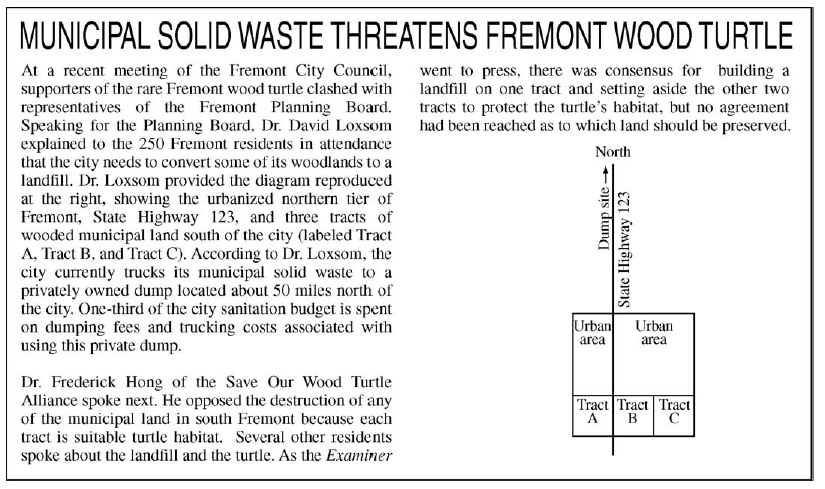 MUNICIPAL SOLID WASTE THREATENS FREMONT WOOD TURTLE
At a recent meeting of the Fremont City Council,
supporters of the rare Fremont wood turtle clashed with
representatives of the Fremont Planning Board.
Speaking for the Planning Board, Dr. David Loxsom
explained to the 250 Fremont residents in attendance
that the city needs to convert some of its woodlands to a
landfill. Dr. Loxsom provided the diagram reproduced
at the right, showing the urbanized northern tier of
Fremont, State Highway 123, and three tracts of
wooded municipal land south of the city (labeled Tract
A, Tract B, and Tract C). According to Dr. Loxsom, the
city currently trucks its municipal solid waste to a
privately owned dump located about 50 miles north of
the city. One-third of the city sanitation budget is spent
on dumping fees and trucking costs associated with
using this private dump.
Dr. Frederick Hong of the Save Our Wood Turtle
Alliance spoke next. He opposed the destruction of any
of the municipal land in south Fremont because each
tract is suitable turtle habitat. Several other residents
spoke about the landfill and the turtle. As the Examiner
went to press, there was consensus for building a
landfill on one tract and setting aside the other two
tracts to protect the turtle's habitat, but no agreement
had been reached as to which land should be preserved.
North
Dump site →
State Highway 123
Urban
area
Urban
area
Tract
A
Tract
B
Tract
C